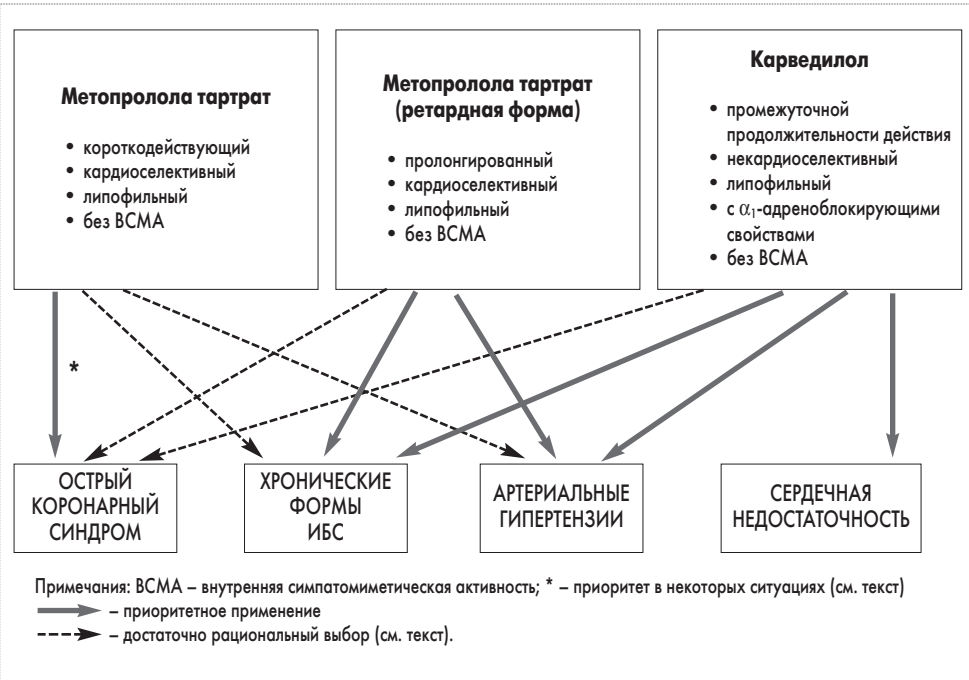 Метопролола тартрат
• короткодействующий
• кардиоселективный
• липофильный
• без ВСМА
Метопролола тартрат
(ретардная форма)
• пролонгированный
• кардиоселективный
• липофильный
• без ВСМА
Карведилол
• промежуточной
продолжительности действия
• некардиоселективный
• липофильный
• с α₁-адреноблокирующими
свойствами
• без ВСМА
*
ОСТРЫЙ
КОРОНАРНЫЙ
СИНДРОМ
ХРОНИЧЕСКИЕ
ФОРМЫ
ИБС
АРТЕРИАЛЬНЫЕ
ГИПЕРТЕНЗИИ
СЕРДЕЧНАЯ
НЕДОСТАТОЧНОСТЬ
Примечания: ВСМА – внутренняя симпатомиметическая активность; * – приоритет в некоторых ситуациях (см. текст)
– приоритетное применение
– достаточно рациональный выбор (см. текст).